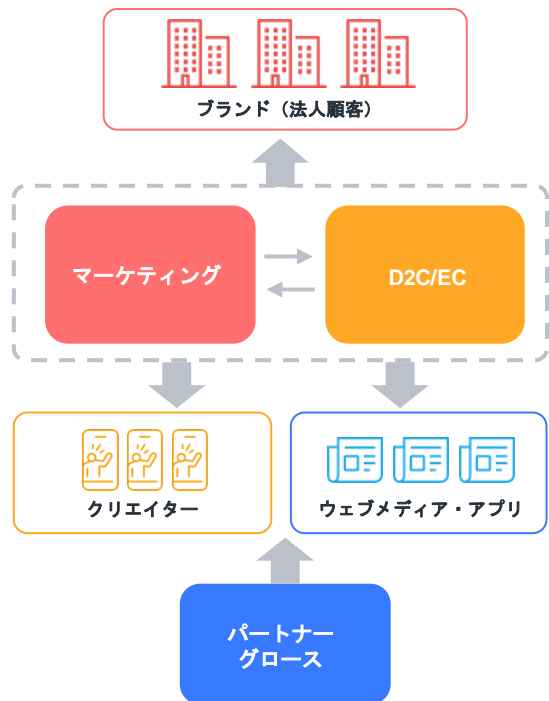 ブランド（法人顧客）
マーケティング
D2C/EC
クリエイター
ウェブメディア・アプリ
パートナー
グロース